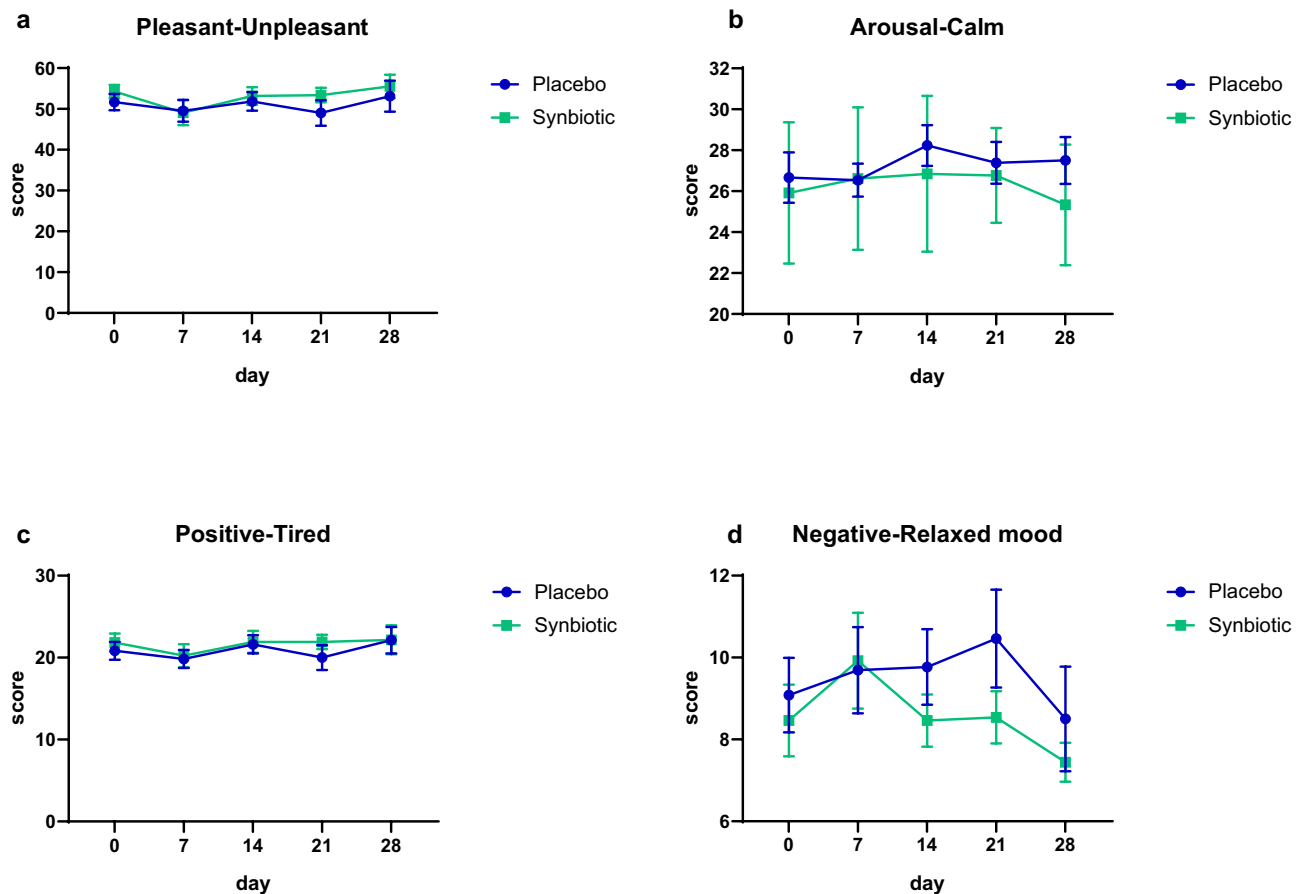 a
Pleasant-Unpleasant
60
50
40
30
20
10
0
score
0 7 14 21 28
day
Placebo
Synbiotic
b
Arousal-Calm
32
30
28
26
24
22
20
score
0 7 14 21 28
day
Placebo
Synbiotic
c
Positive-Tired
30
20
10
0
score
0 7 14 21 28
day
Placebo
Synbiotic
d
Negative-Relaxed mood
12
10
8
6
score
0 7 14 21 28
day
Placebo
Synbiotic